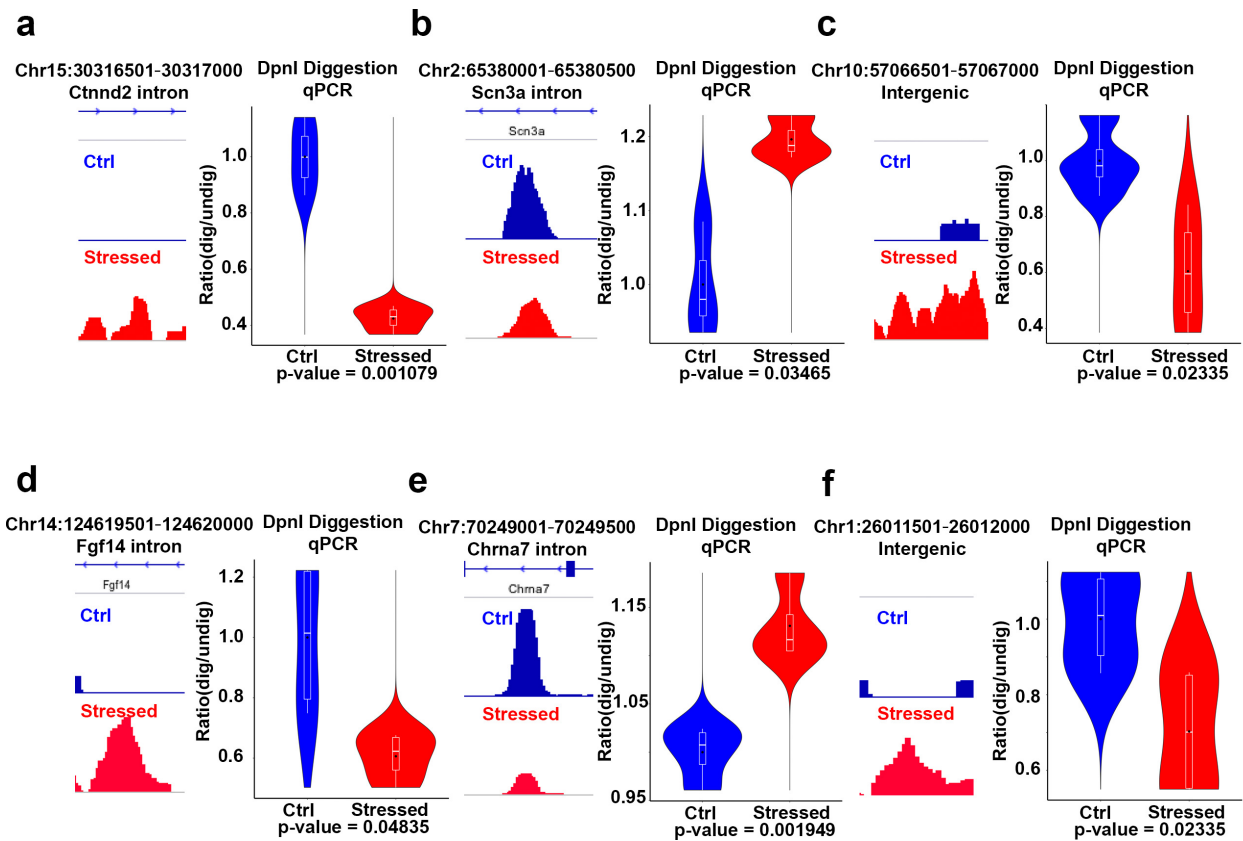 a
Chr15:30316501-30317000
Ctnnd2 intron
Ctrl
Stressed
DpnI Diggestion
qPCR
Ratio(dig/undig)
1.0
0.8
0.6
0.4
Ctrl Stressed
p-value = 0.001079
b
Chr2:65380001-65380500
Scn3a intron
Scn3a
Ctrl
Stressed
DpnI Diggestion
qPCR
Ratio(dig/undig)
1.2
1.1
1.0
Ctrl Stressed
p-value = 0.03465
c
Chr10:57066501-57067000
Intergenic
Ctrl
Stressed
DpnI Diggestion
qPCR
Ratio(dig/undig)
1.0
0.8
0.6
0.4
Ctrl Stressed
p-value = 0.02335
d
Chr14:124619501-124620000
Fgf14 intron
Fgf14
Ctrl
Stressed
DpnI Diggestion
qPCR
Ratio(dig/undig)
1.2
1.0
0.8
0.6
Ctrl Stressed
p-value = 0.04835
e
Chr7:70249001-70249500
Chrna7 intron
Chrna7
Ctrl
Stressed
DpnI Diggestion
qPCR
Ratio(dig/undig)
1.15
1.05
0.95
Ctrl Stressed
p-value = 0.001949
f
Chr1:26011501-26012000
Intergenic
Ctrl
Stressed
DpnI Diggestion
qPCR
Ratio(dig/undig)
1.0
0.8
0.6
Ctrl Stressed
p-value = 0.02335